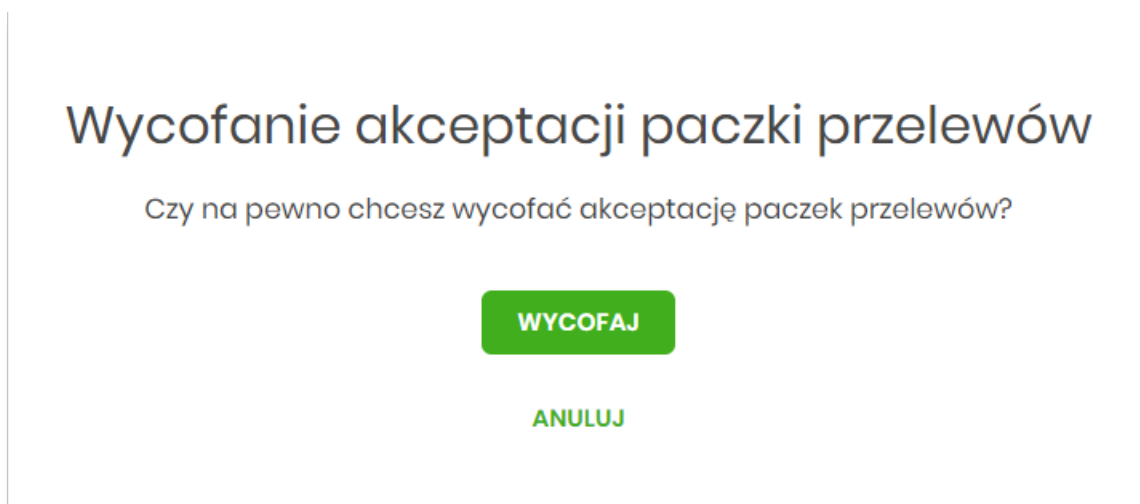 Wycofanie akceptacji paczki przelewów
Czy na pewno chcesz wycofać akceptację paczek przelewów?
WYCOFAJ
ANULUJ